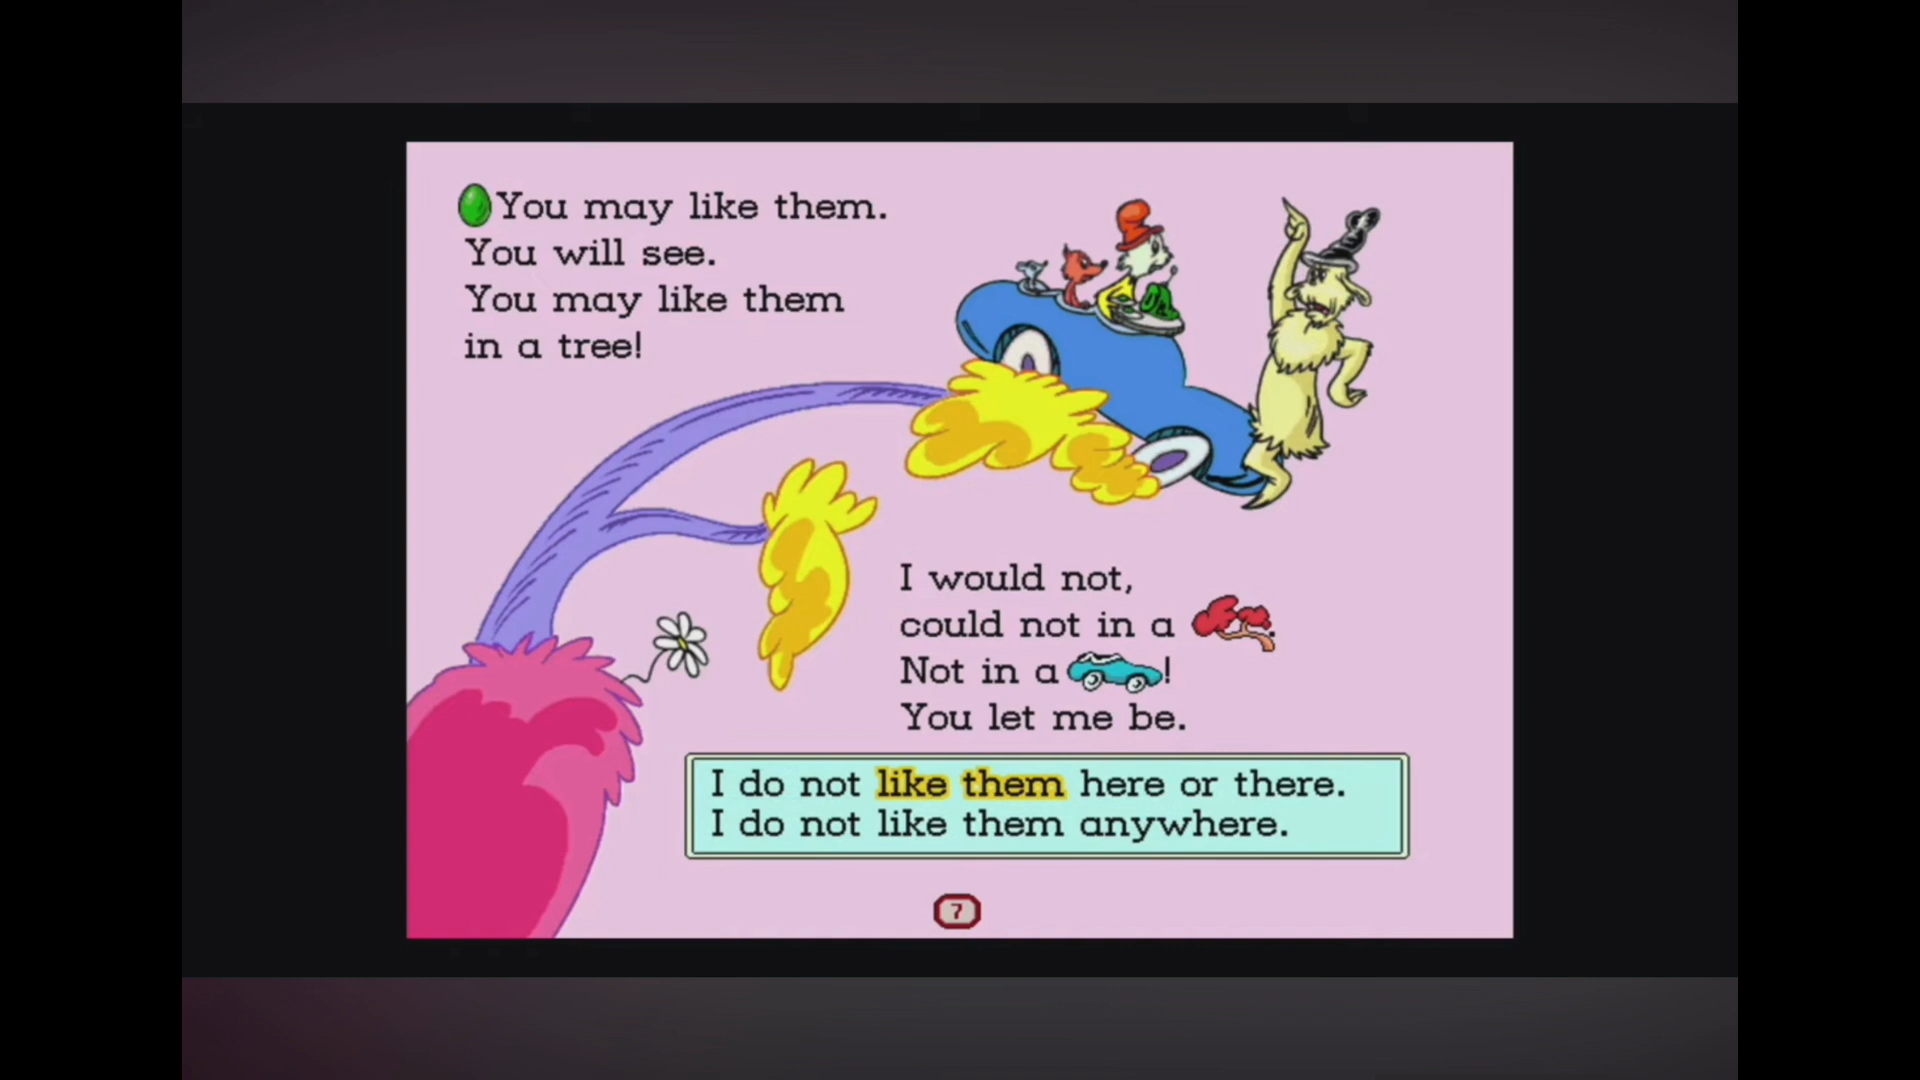 You may like them.
You will see.
You may like them
in a tree!
I would not,
could not in a .
Not in a !
You let me be.
I do not like them here or there.
I do not like them anywhere.
7